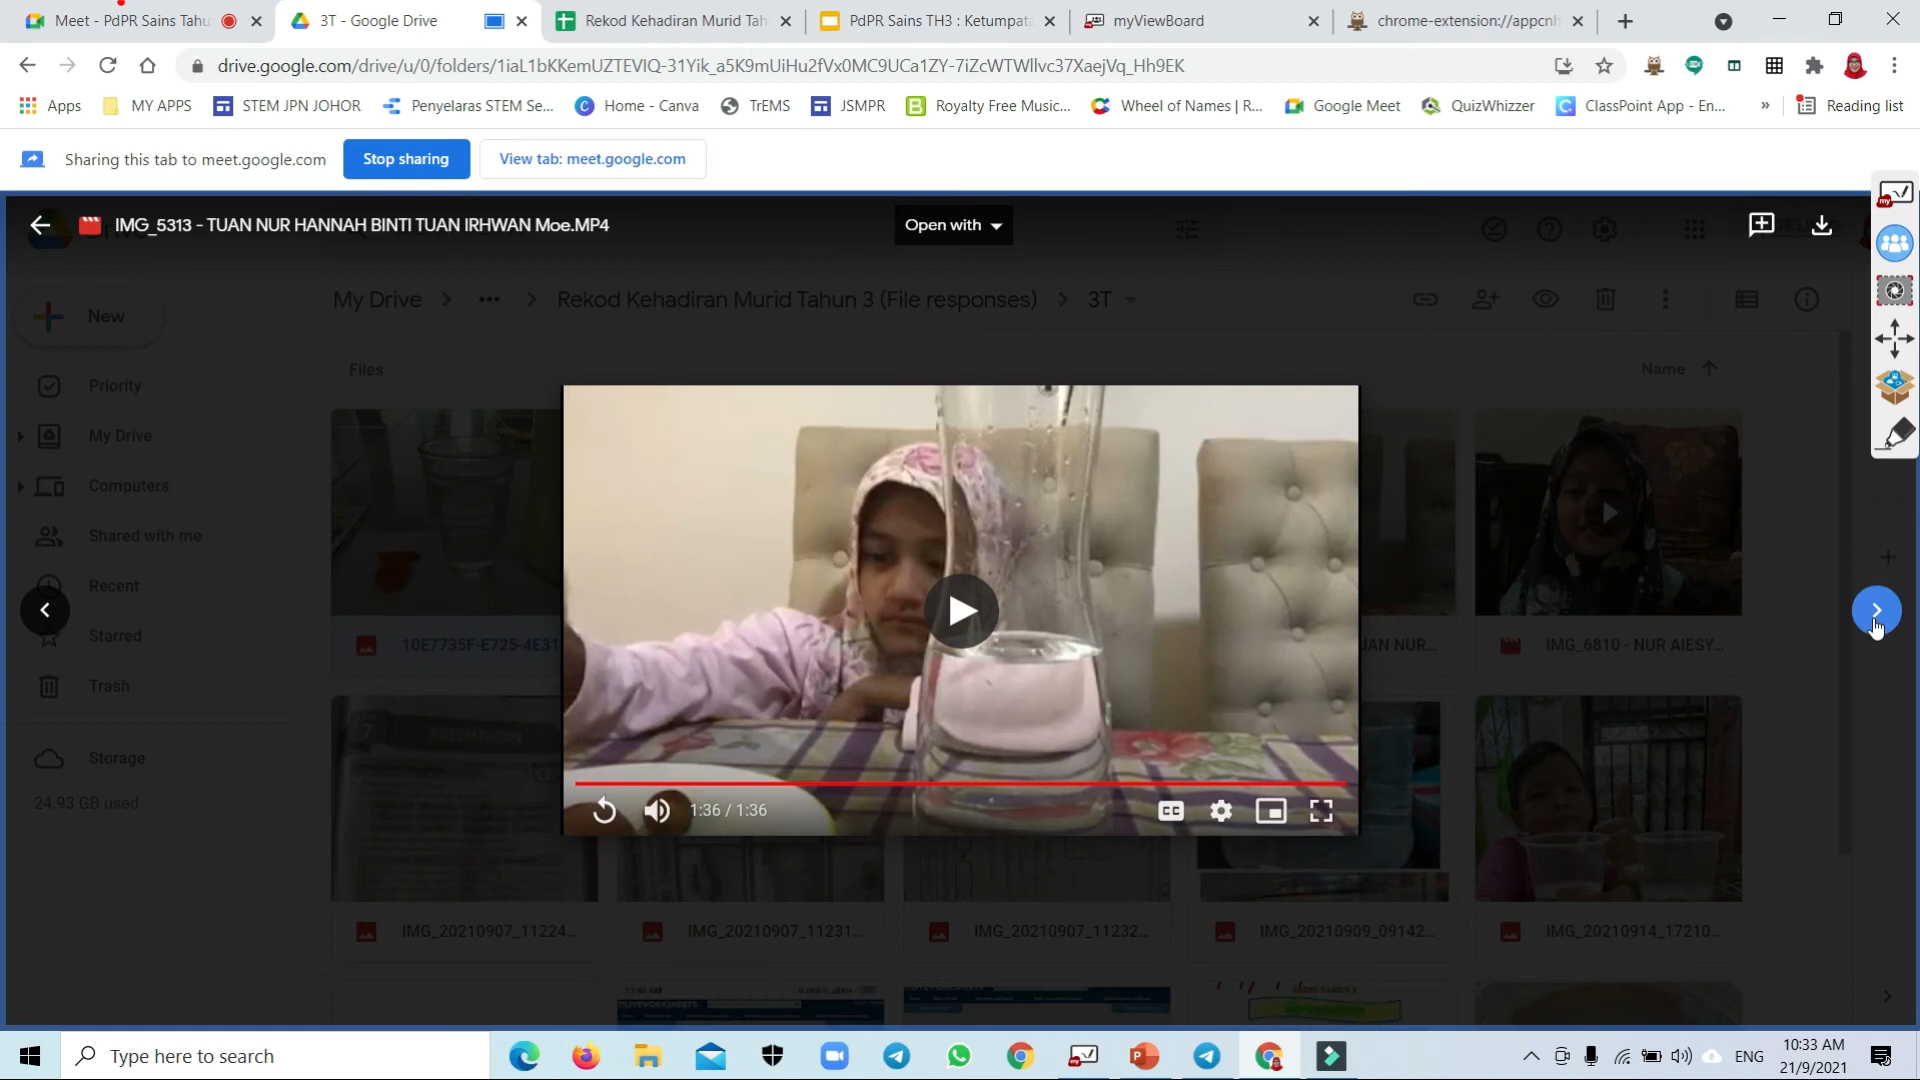 Meet - PdPR Sains Tahu
3T - Google Drive
Rekod Kehadiran Murid Tah
PdPR Sains TH3 : Ketumpata
myViewBoard
chrome-extension://appcnh
drive.google.com/drive/u/0/folders/1iaL1bKKemUZTEVIQ-31Yik_a5K9mUiHu2fVx0MC9UCa1ZY-7iZcWTWllvc37XaejVq_Hh9EK
Apps
MY APPS
STEM JPN JOHOR
Penyelaras STEM Se...
Home - Canva
TrEMS
JSMPR
Royalty Free Music...
Wheel of Names | R...
Google Meet
QuizWhizzer
ClassPoint App - En...
»
Reading list
Sharing this tab to meet.google.com
Stop sharing
View tab: meet.google.com
IMG_5313 - TUAN NUR HANNAH BINTI TUAN IRHWAN Moe.MP4
Open with
New
My Drive > ... > Rekod Kehadiran Murid Tahun 3 (File responses) > 3T
Files
Name
Priority
My Drive
Computers
Shared with me
Recent
Starred
Trash
Storage
24.93 GB used
10E7735F-E725-4E31
JAN NUR...
IMG_6810 - NUR AIESY...
1:36 / 1:36
CC
IMG_20210907_11224...
IMG_20210907_11231...
IMG_20210907_11232...
IMG_20210909_09142...
IMG_20210914_17210...
Type here to search
ENG
10:33 AM
21/9/2021